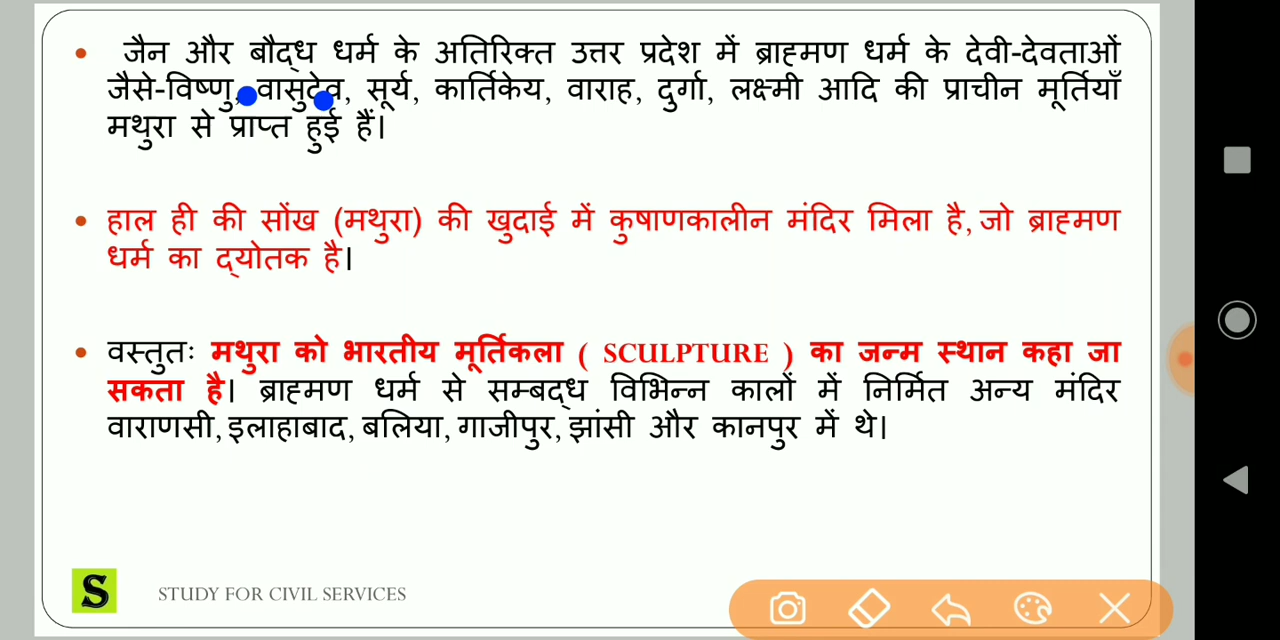 जैन और बौद्ध धर्म के अतिरिक्त उत्तर प्रदेश में ब्राह्मण धर्म के देवी-देवताओं
जैसे-विष्णु, वासुदेव, सूर्य, कार्तिकेय, वाराह, दुर्गा, लक्ष्मी आदि की प्राचीन मूर्तियाँ
मथुरा से प्राप्त हुई हैं।
हाल ही की सोंख (मथुरा) की खुदाई में कुषाणकालीन मंदिर मिला है, जो ब्राह्मण
धर्म का द्योतक है।
वस्तुतः मथुरा को भारतीय मूर्तिकला ( SCULPTURE ) का जन्म स्थान कहा जा
सकता है। ब्राह्मण धर्म से सम्बद्ध विभिन्न कालों में निर्मित अन्य मंदिर
वाराणसी, इलाहाबाद, बलिया, गाजीपुर, झांसी और कानपुर में थे।
S STUDY FOR CIVIL SERVICES